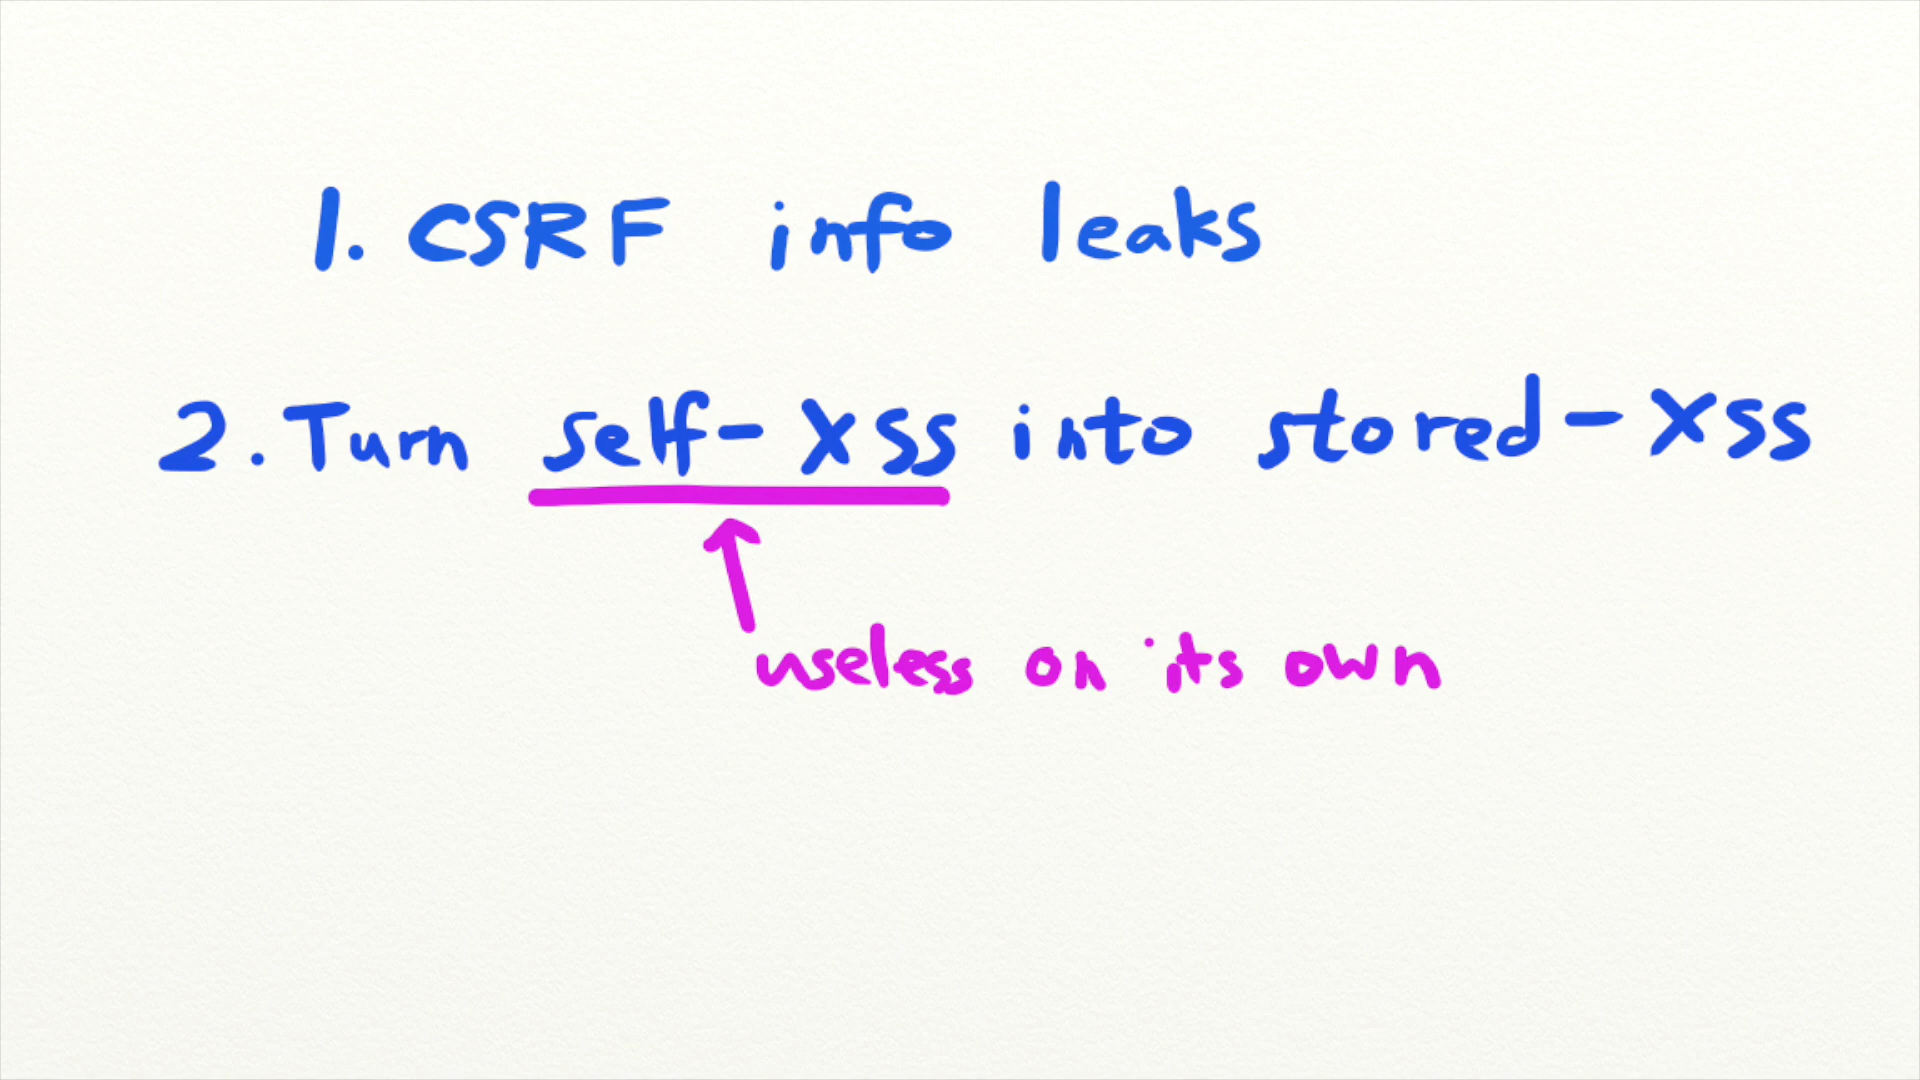 1. CSRF info leaks
2. Turn self-XSS into stored-XSS
useless on its own